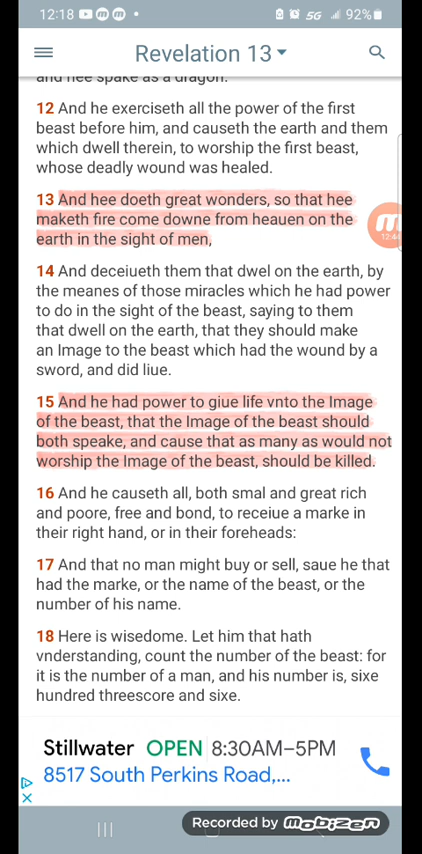 12:18 5G 92%
Revelation 13
and hee spake as a dragon.
12 And he exerciseth all the power of the first
beast before him, and causeth the earth and them
which dwell therein, to worship the first beast,
whose deadly wound was healed.
13 And hee doeth great wonders, so that hee
maketh fire come downe from heauen on the
earth in the sight of men,
12:44
14 And deceiueth them that dwel on the earth, by
the meanes of those miracles which he had power
to do in the sight of the beast, saying to them
that dwell on the earth, that they should make
an Image to the beast which had the wound by a
sword, and did liue.
15 And he had power to giue life vnto the Image
of the beast, that the Image of the beast should
both speake, and cause that as many as would not
worship the Image of the beast, should be killed.
16 And he causeth all, both smal and great rich
and poore, free and bond, to receiue a marke in
their right hand, or in their foreheads:
17 And that no man might buy or sell, saue he that
had the marke, or the name of the beast, or the
number of his name.
18 Here is wisedome. Let him that hath
vnderstanding, count the number of the beast: for
it is the number of a man, and his number is, sixe
hundred threescore and sixe.
Stillwater OPEN 8:30AM–5PM
8517 South Perkins Road,...
Recorded by mobizen